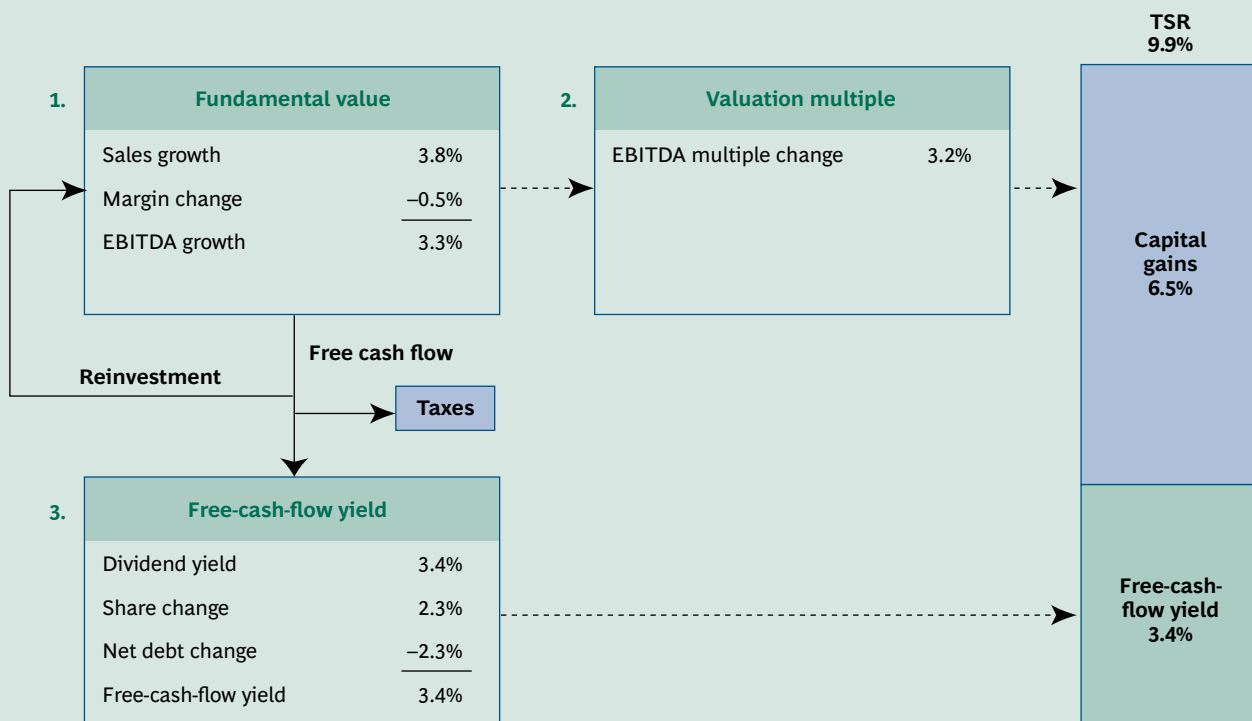 TSR
9.9%
1.
Fundamental value
Sales growth 3.8%
Margin change –0.5%
EBITDA growth 3.3%
2.
Valuation multiple
EBITDA multiple change 3.2%
Capital
gains
6.5%
Free cash flow
Reinvestment
Taxes
3.
Free-cash-flow yield
Dividend yield 3.4%
Share change 2.3%
Net debt change –2.3%
Free-cash-flow yield 3.4%
Free-cash-
flow yield
3.4%